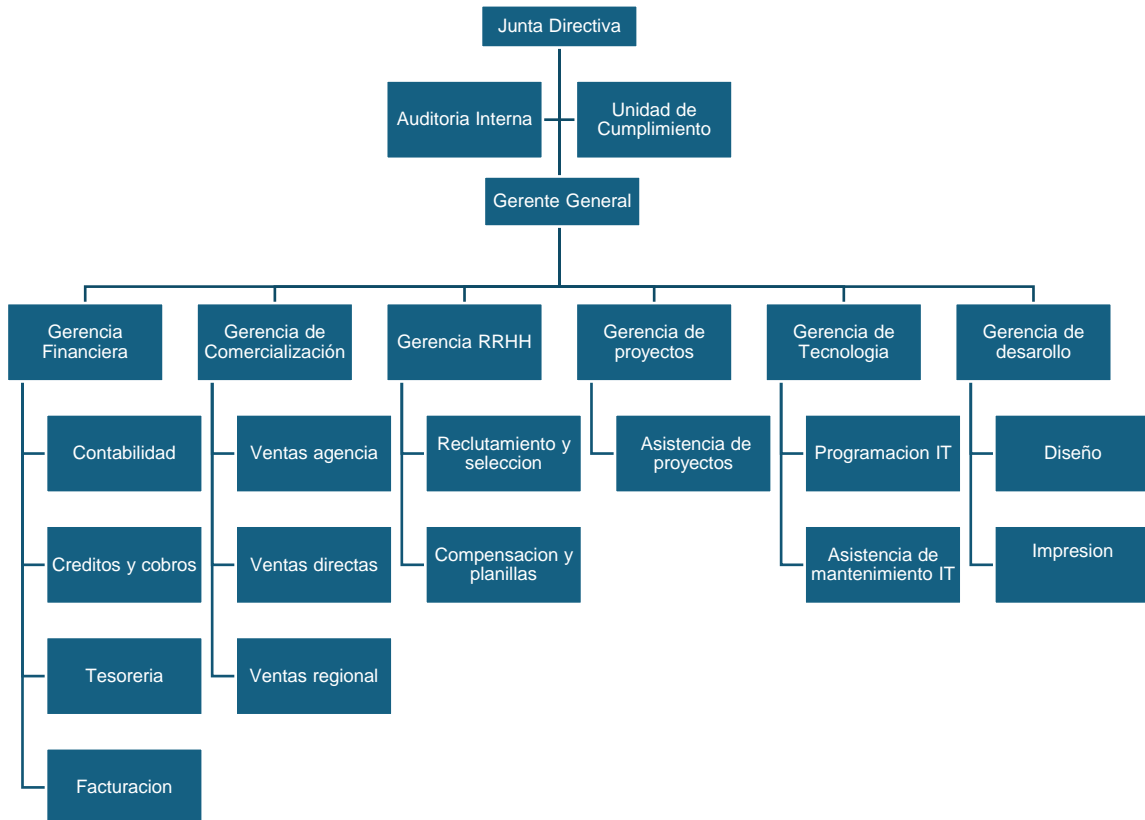 Junta Directiva
Auditoria Interna
Unidad de
Cumplimiento
Gerente General
Gerencia
Financiera
Gerencia de
Comercialización
Gerencia RRHH
Gerencia de
proyectos
Gerencia de
Tecnologia
Gerencia de
desarollo
Contabilidad
Ventas agencia
Reclutamiento y
seleccion
Asistencia de
proyectos
Programacion IT
Diseño
Creditos y cobros
Ventas directas
Compensacion y
planillas
Asistencia de
mantenimiento IT
Impresion
Tesoreria
Ventas regional
Facturacion